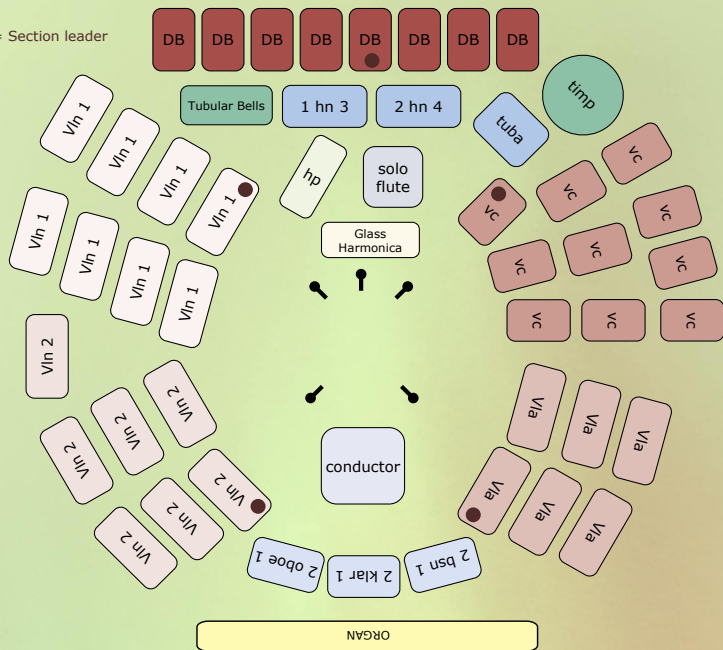 DB DB DB DB DB DB DB DB
= Section leader
timp
Tubular Bells
1 hn 3
2 hn 4
tuba
Vln 1
Vln 1
Vln 1
Vln 1
hp
solo
flute
vc
vc
vc
Vln 1
Vln 1
Vln 1
Vln 1
Glass
Harmonica
vc
vc
vc
vc
vc
vc
vc
Vln 2
Vln 2
Vln 2
Vln 2
Vla
Vla
Vla
conductor
Vln 2
Vln 2
Vln 2
Vla
Vla
Vla
2 oboe 1
2 klar 1
2 bsn 1
ORGAN